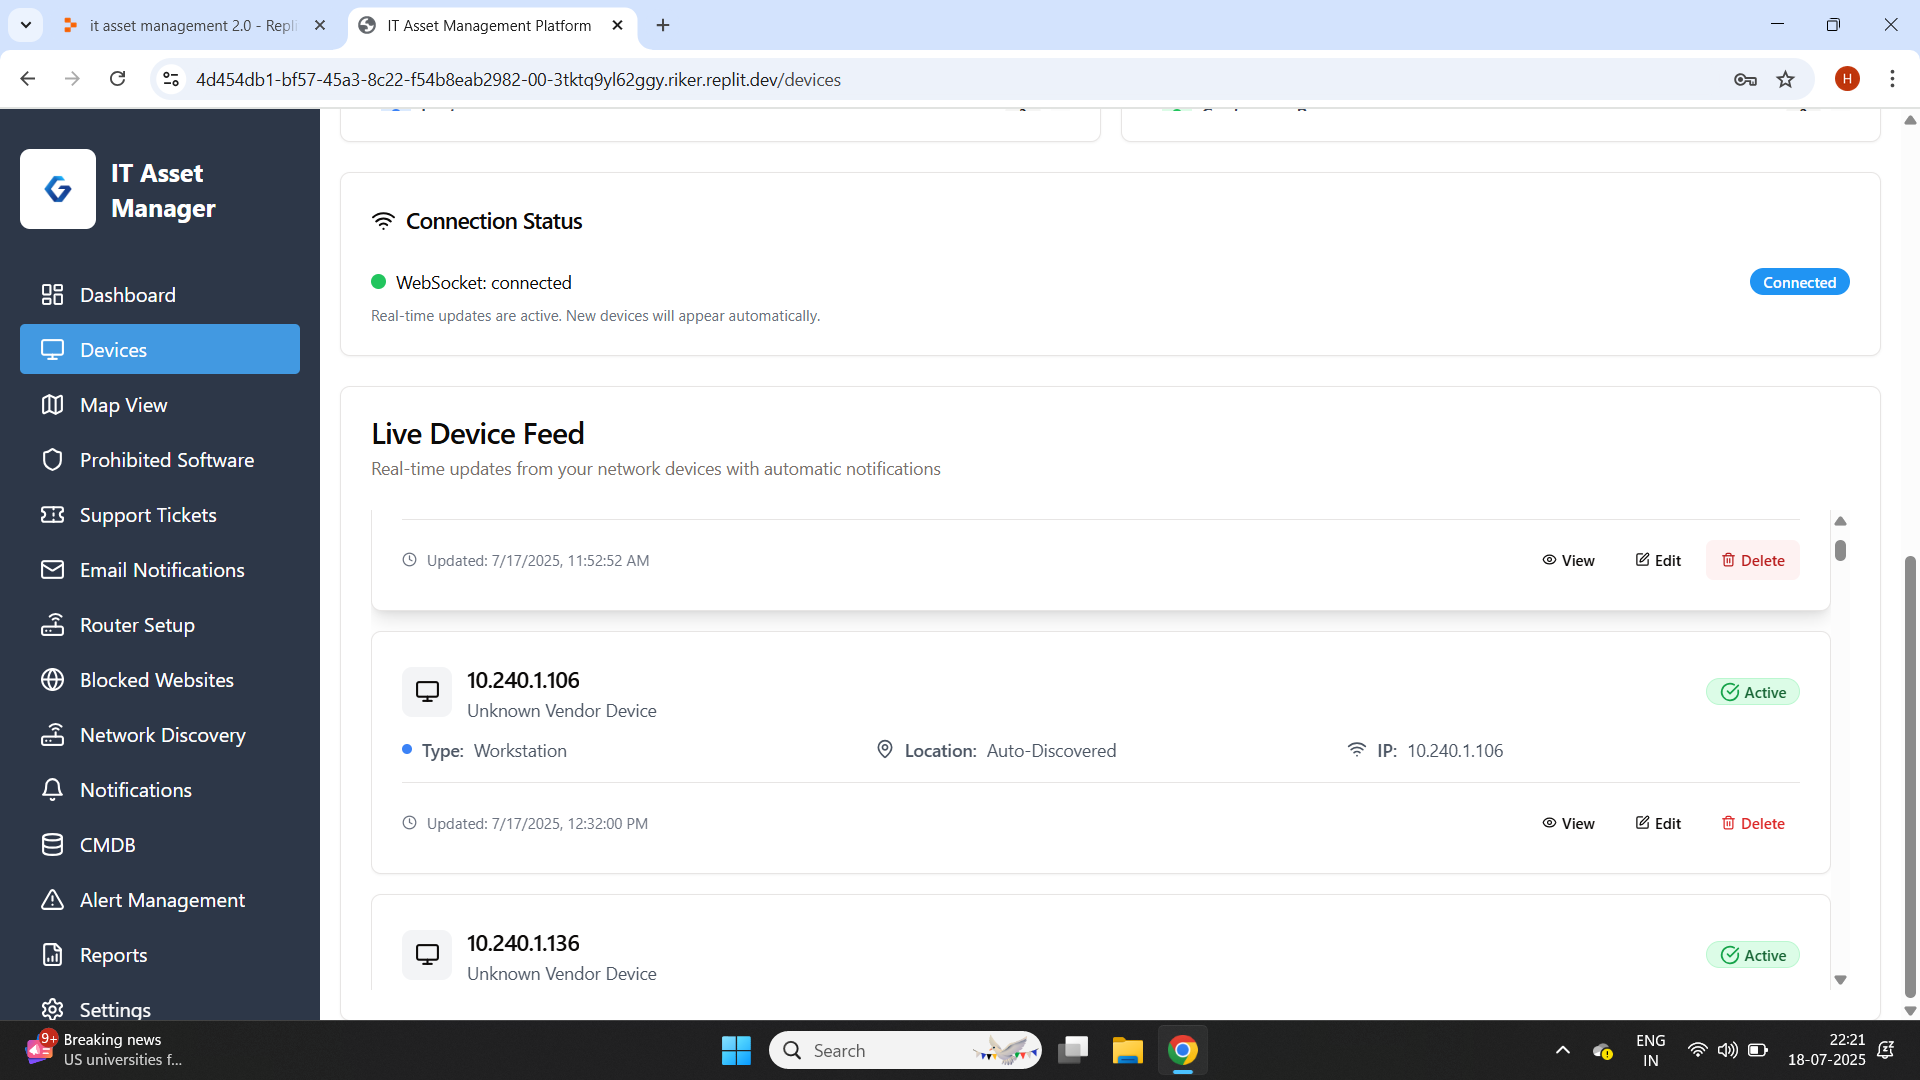 it asset management 2.0 - Repli
IT Asset Management Platform
4d454db1-bf57-45a3-8c22-f54b8eab2982-00-3tktq9yl62ggy.riker.replit.dev/devices
H
IT Asset
Manager
Dashboard
Devices
Map View
Prohibited Software
Support Tickets
Email Notifications
Router Setup
Blocked Websites
Network Discovery
Notifications
CMDB
Alert Management
Reports
Settings
Connection Status
WebSocket: connected
Connected
Real-time updates are active. New devices will appear automatically.
Live Device Feed
Real-time updates from your network devices with automatic notifications
Updated: 7/17/2025, 11:52:52 AM
View
Edit
Delete
10.240.1.106
Unknown Vendor Device
Active
Type: Workstation
Location: Auto-Discovered
IP: 10.240.1.106
Updated: 7/17/2025, 12:32:00 PM
View
Edit
Delete
10.240.1.136
Unknown Vendor Device
Active
9+
Breaking news
US universities f...
Search
ENG
IN
22:21
18-07-2025